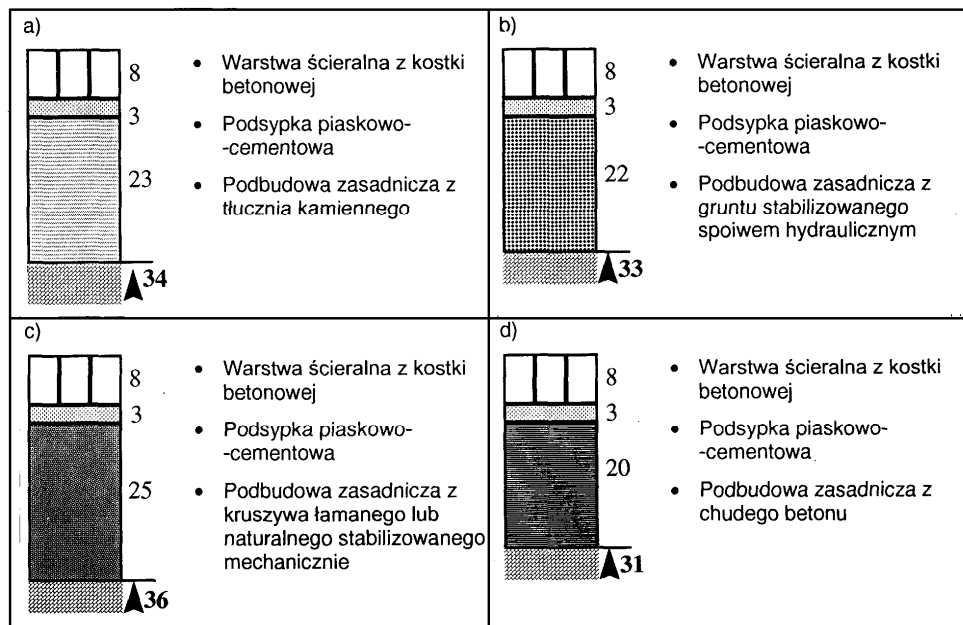 a)
8
3
23
34
• Warstwa ścieralna z kostki
betonowej
• Podsypka piaskowo-
-cementowa
• Podbudowa zasadnicza z
tłucznia kamiennego
b)
8
3
22
33
• Warstwa ścieralna z kostki
betonowej
• Podsypka piaskowo-
-cementowa
• Podbudowa zasadnicza z
gruntu stabilizowanego
spoiwem hydraulicznym
c)
8
3
25
36
• Warstwa ścieralna z kostki
betonowej
• Podsypka piaskowo-
-cementowa
• Podbudowa zasadnicza z
kruszywa łamanego lub
naturalnego stabilizowanego
mechanicznie
d)
8
3
20
31
• Warstwa ścieralna z kostki
betonowej
• Podsypka piaskowo-
-cementowa
• Podbudowa zasadnicza z
chudego betonu